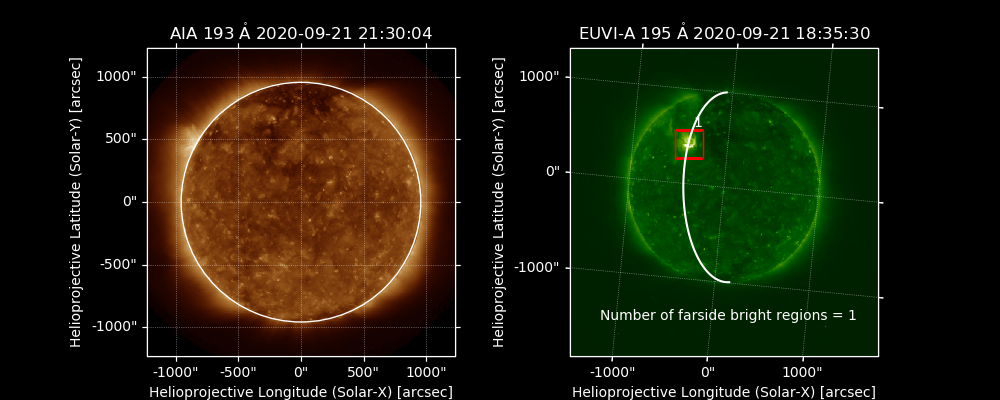 AIA 193 Å 2020-09-21 21:30:04
1000"
500"
0"
-500"
-1000"
-1000" -500" 0" 500" 1000"
Helioprojective Longitude (Solar-X) [arcsec]
Helioprojective Latitude (Solar-Y) [arcsec]
EUVI-A 195 Å 2020-09-21 18:35:30
1000"
0"
-1000"
1
Number of farside bright regions = 1
-1000" 0" 1000"
Helioprojective Longitude (Solar-X) [arcsec]
Helioprojective Latitude (Solar-Y) [arcsec]